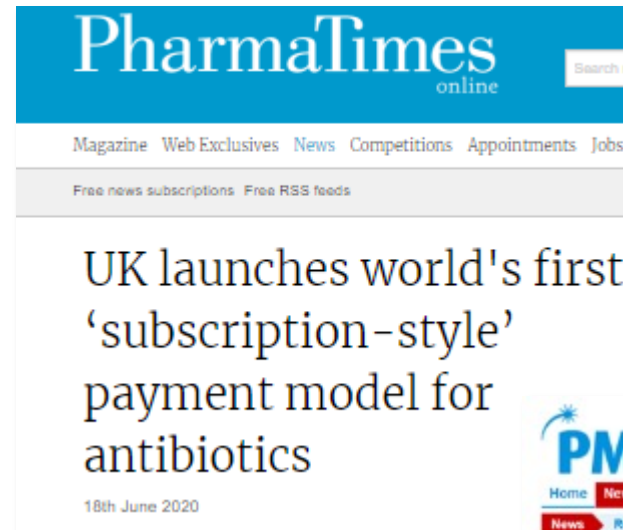 PharmaTimes
online
Search
Magazine Web Exclusives News Competitions Appointments Jobs
Free news subscriptions Free RSS feeds
UK launches world's first
‘subscription-style’
payment model for
antibiotics
18th June 2020
PM
Home
News